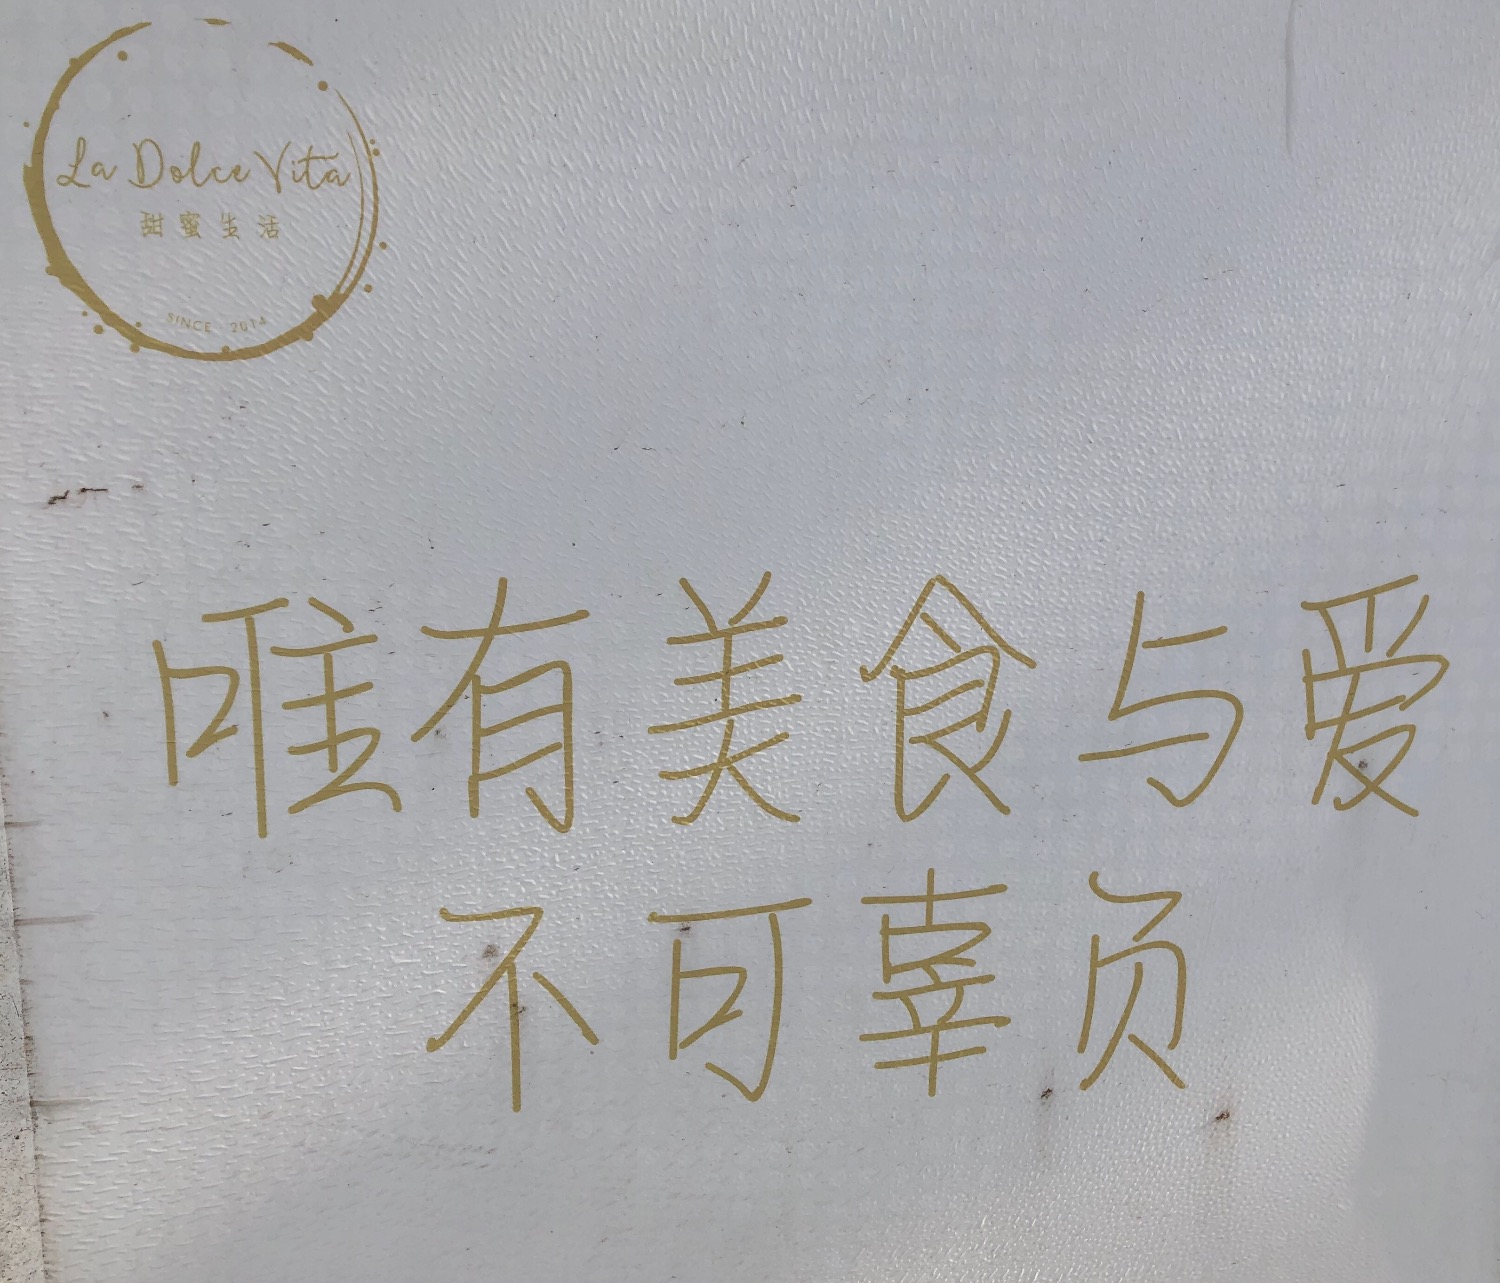 La Dolce Vita
甜蜜生活
SINCE 2014
唯有美食与爱
不可辜负